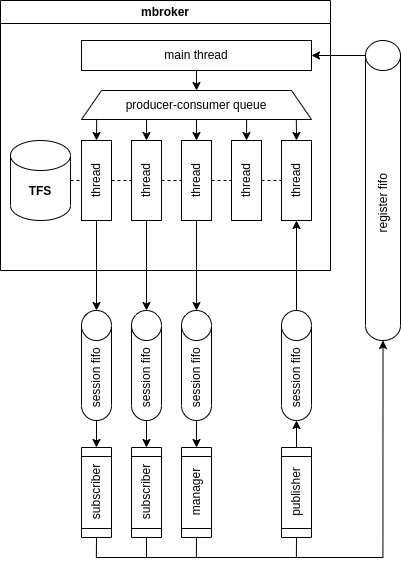 mbroker
main thread
producer-consumer queue
TFS
thread
thread
thread
thread
thread
register fifo
session fifo
session fifo
session fifo
session fifo
subscriber
subscriber
manager
publisher